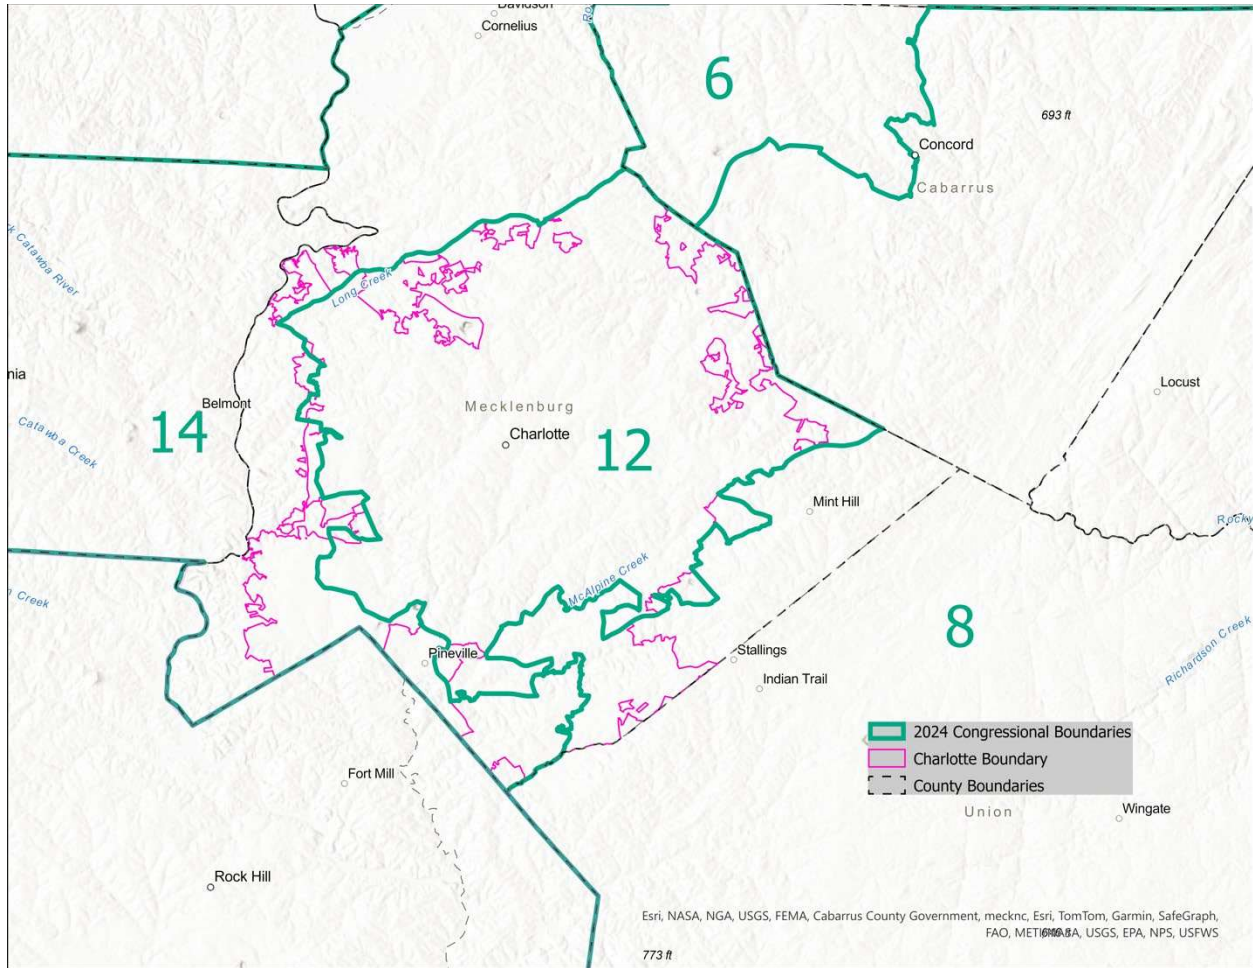 Davidson
Cornelius
6
693 ft
Concord
Cabarrus
k Catawba River
Long Creek
nia
Belmont
14
Catawba Creek
Mecklenburg
Charlotte
12
Locust
Mint Hill
Rocky
McAlpine Creek
n Creek
8
Richardson Creek
Pineville
Stallings
Indian Trail
2024 Congressional Boundaries
Charlotte Boundary
County Boundaries
Fort Mill
Union
Wingate
Rock Hill
Esri, NASA, NGA, USGS, FEMA, Cabarrus County Government, mecknc, Esri, TomTom, Garmin, SafeGraph,
FAO, USGS, EPA, NPS, USFWS
773 ft